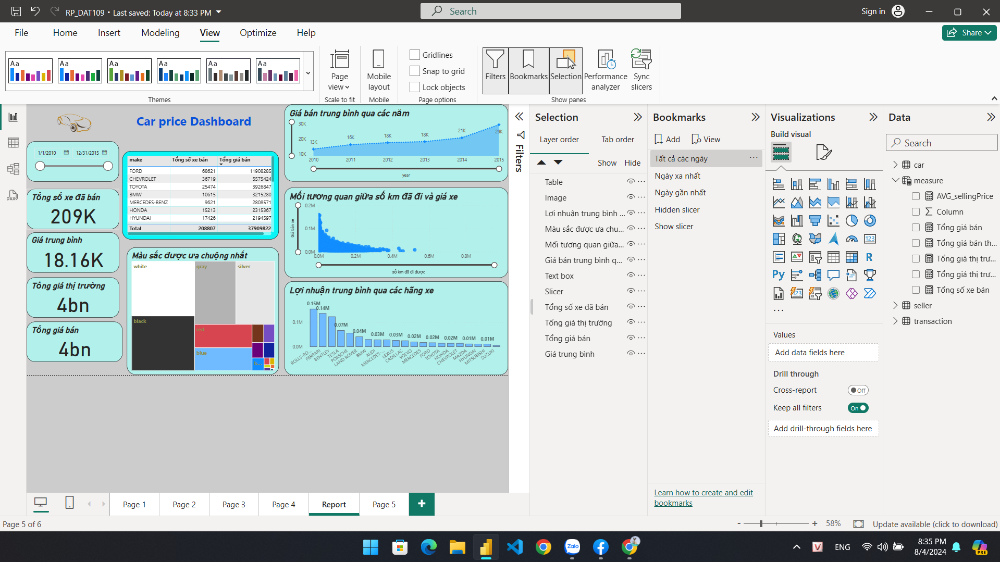 RP_DAT109 • Last saved: Today at 8:33 PM
Search
Sign in
File
Home
Insert
Modeling
View
Optimize
Help
Share
Aa
Aa
Aa
Aa
Aa
Aa
Themes
Page view
Scale to fit
Mobile layout
Mobile
Gridlines
Snap to grid
Lock objects
Page options
Filters
Bookmarks
Selection
Performance analyzer
Sync slicers
Show panes
Car price Dashboard
1/1/2010
12/31/2015
Tổng số xe đã bán
209K
Giá trung bình
18.16K
Tổng giá thị trường
4bn
Tổng giá bán
4bn
make Tổng số xe bán Tổng giá bán
FORD 68621 11908285
CHEVROLET 36719 5575424
TOYOTA 25474 3926847
BMW 10615 3215280
MERCEDES-BENZ 9621 2808571
HONDA 15213 2315367
HYUNDAI 17426 2194597
Total 208807 37909822
Màu sắc được ưa chuộng nhất
white
gray
silver
black
red
blue
b...
Giá bán trung bình qua các năm
30K
20K
10K
13K
16K
18K
18K
21K
29K
2010 2011 2012 2013 2014 2015
year
Mối tương quan giữa số km đã đi và giá xe
Giá bán xe
0.2M
0.1M
0.0M
0.0M 0.2M 0.4M 0.6M 0.8M
số km đã đi được
Lợi nhuận trung bình qua các hãng xe
0.1M
0.0M
0.15M
0.14M
0.07M
0.04M
0.03M
0.03M
0.02M
0.02M
0.02M
0.01M
0.01M
ROLLS-RO...
FERRARI
BENTLEY
TESLA
PORSCHE
LAND ROVER
BMW
AUDI
MERCEDES-...
LEXUS
CADILLAC
VOLVO
MERCEDES
FORD
TOYOTA
HONDA
CHEVROLET
MAZDA
HYUNDAI
MITSUBISHI
SUZUKI
Filters
Selection
Layer order
Tab order
Show
Hide
Table
Image
Lợi nhuận trung bình ...
Màu sắc được ưa chu...
Mối tương quan giữa...
Giá bán trung bình q...
Text box
Slicer
Tổng số xe đã bán
Tổng giá thị trường
Tổng giá bán
Giá trung bình
Bookmarks
Add
View
Tất cả các ngày
Ngày xa nhất
Ngày gần nhất
Hidden slicer
Show slicer
Learn how to create and edit
bookmarks
Visualizations
Build visual
123
R
Py
123
Values
Add data fields here
Drill through
Cross-report
Off
Keep all filters
On
Add drill-through fields here
Data
Search
car
measure
AVG_sellingPrice
Column
Tổng giá bán
Tổng giá bán th...
Tổng giá thị trư...
Tổng giá thị trư...
Tổng số xe bán
seller
transaction
DAX
Page 1
Page 2
Page 3
Page 4
Report
Page 5
+
Page 5 of 6
- + 58%
Update available (click to download)
Zalo
V
ENG
8:35 PM
8/4/2024
PRE